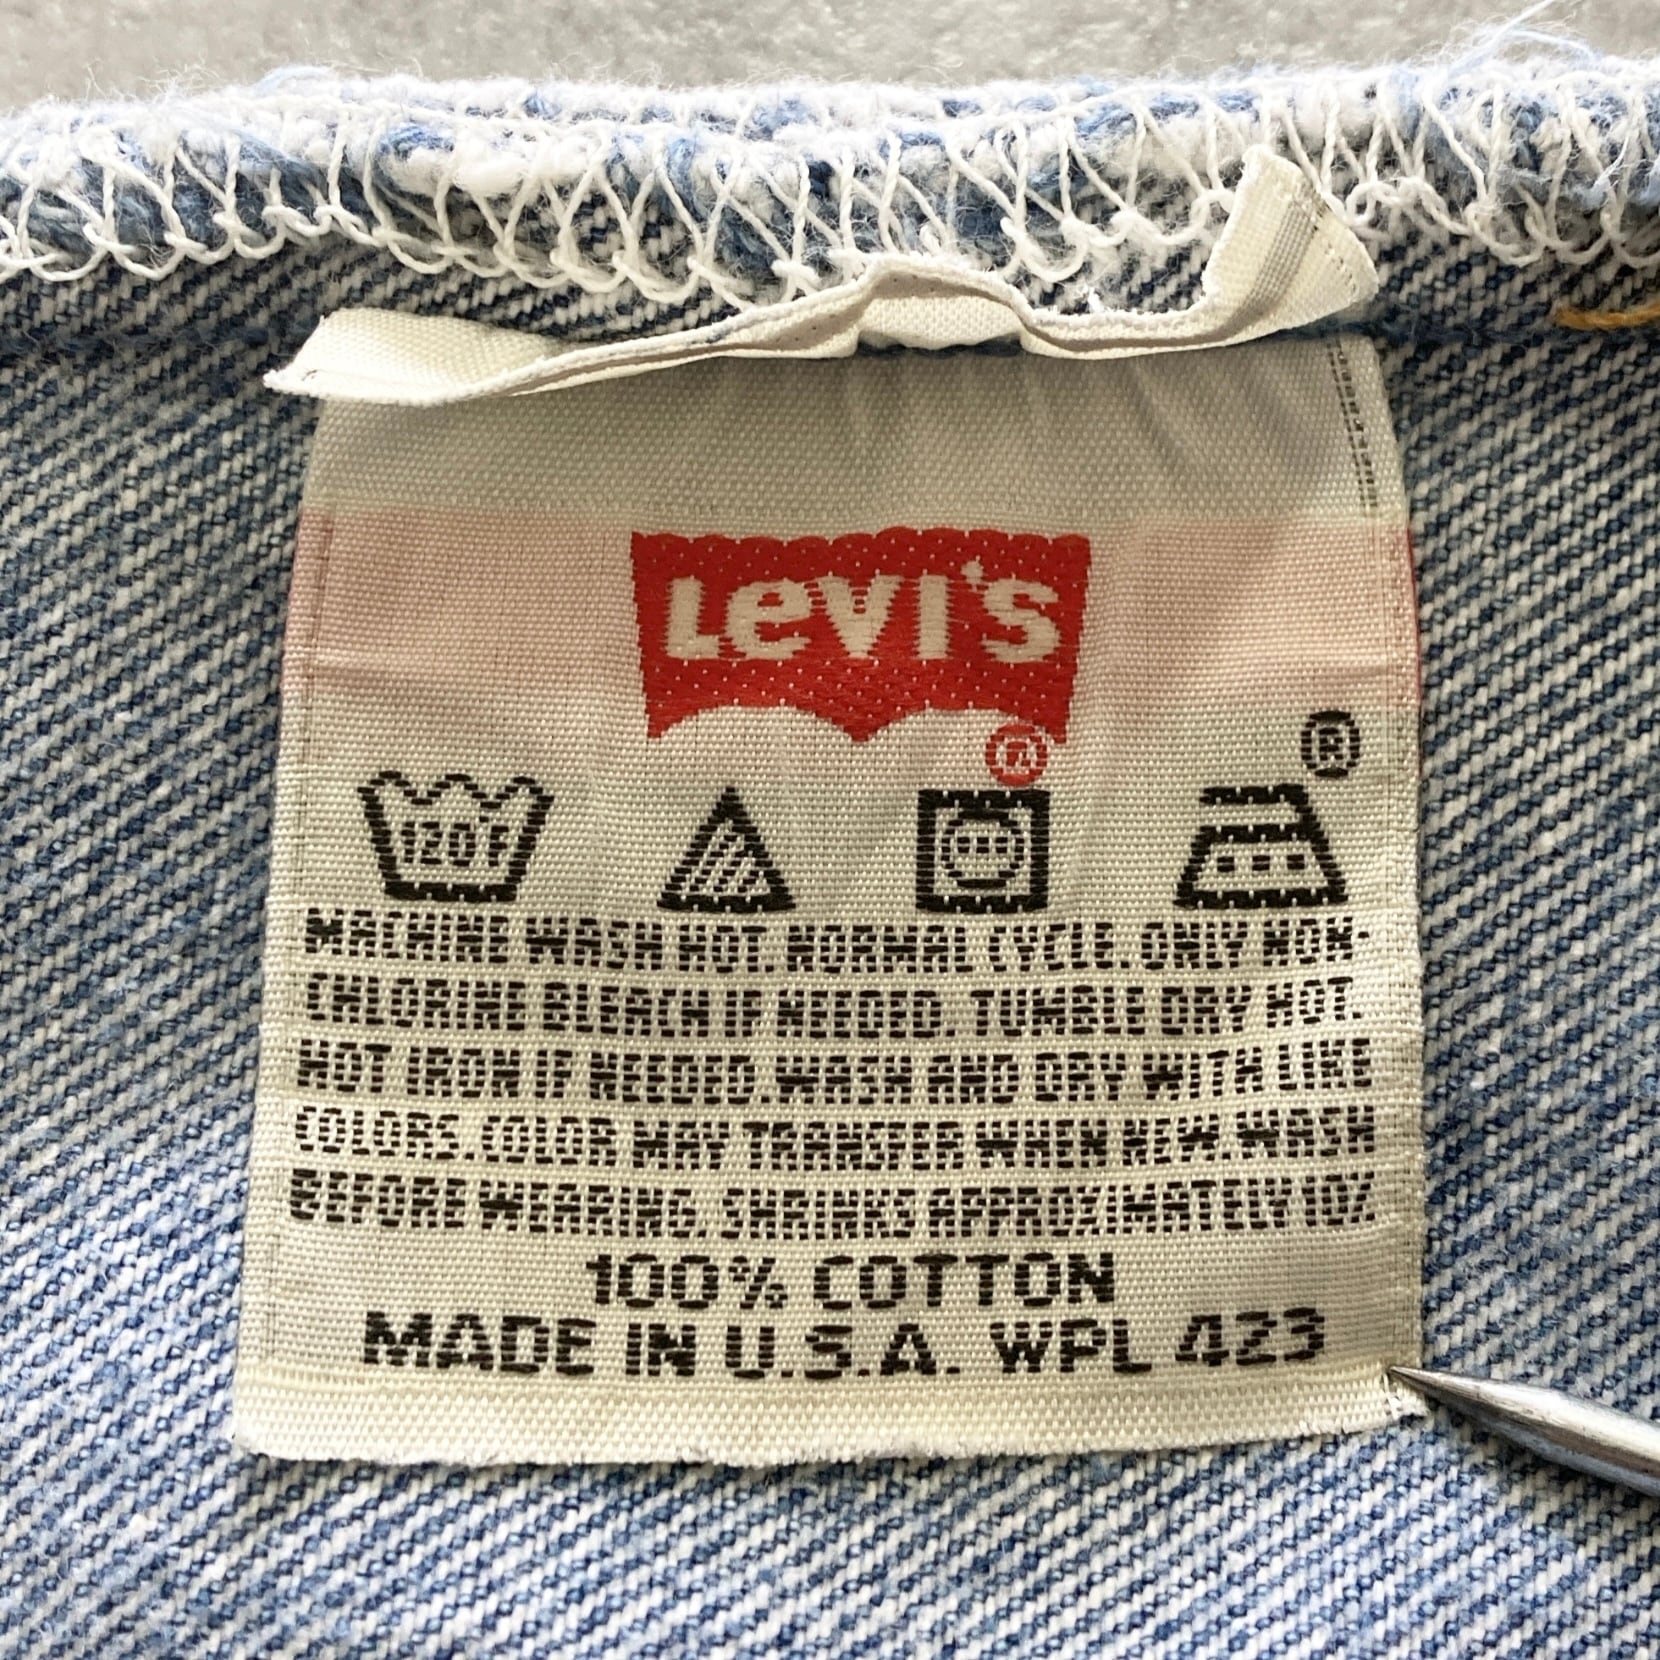 LEVI'S
®
®
120°F
MACHINE WASH HOT. NORMAL CYCLE. ONLY NON-
CHLORINE BLEACH IF NEEDED. TUMBLE DRY HOT.
HOT IRON IF NEEDED. WASH AND DRY WITH LIKE
COLORS. COLOR MAY TRANSFER WHEN NEW. WASH
BEFORE WEARING. SHRINKS APPROXIMATELY 10%
100% COTTON
MADE IN U.S.A. WPL 423